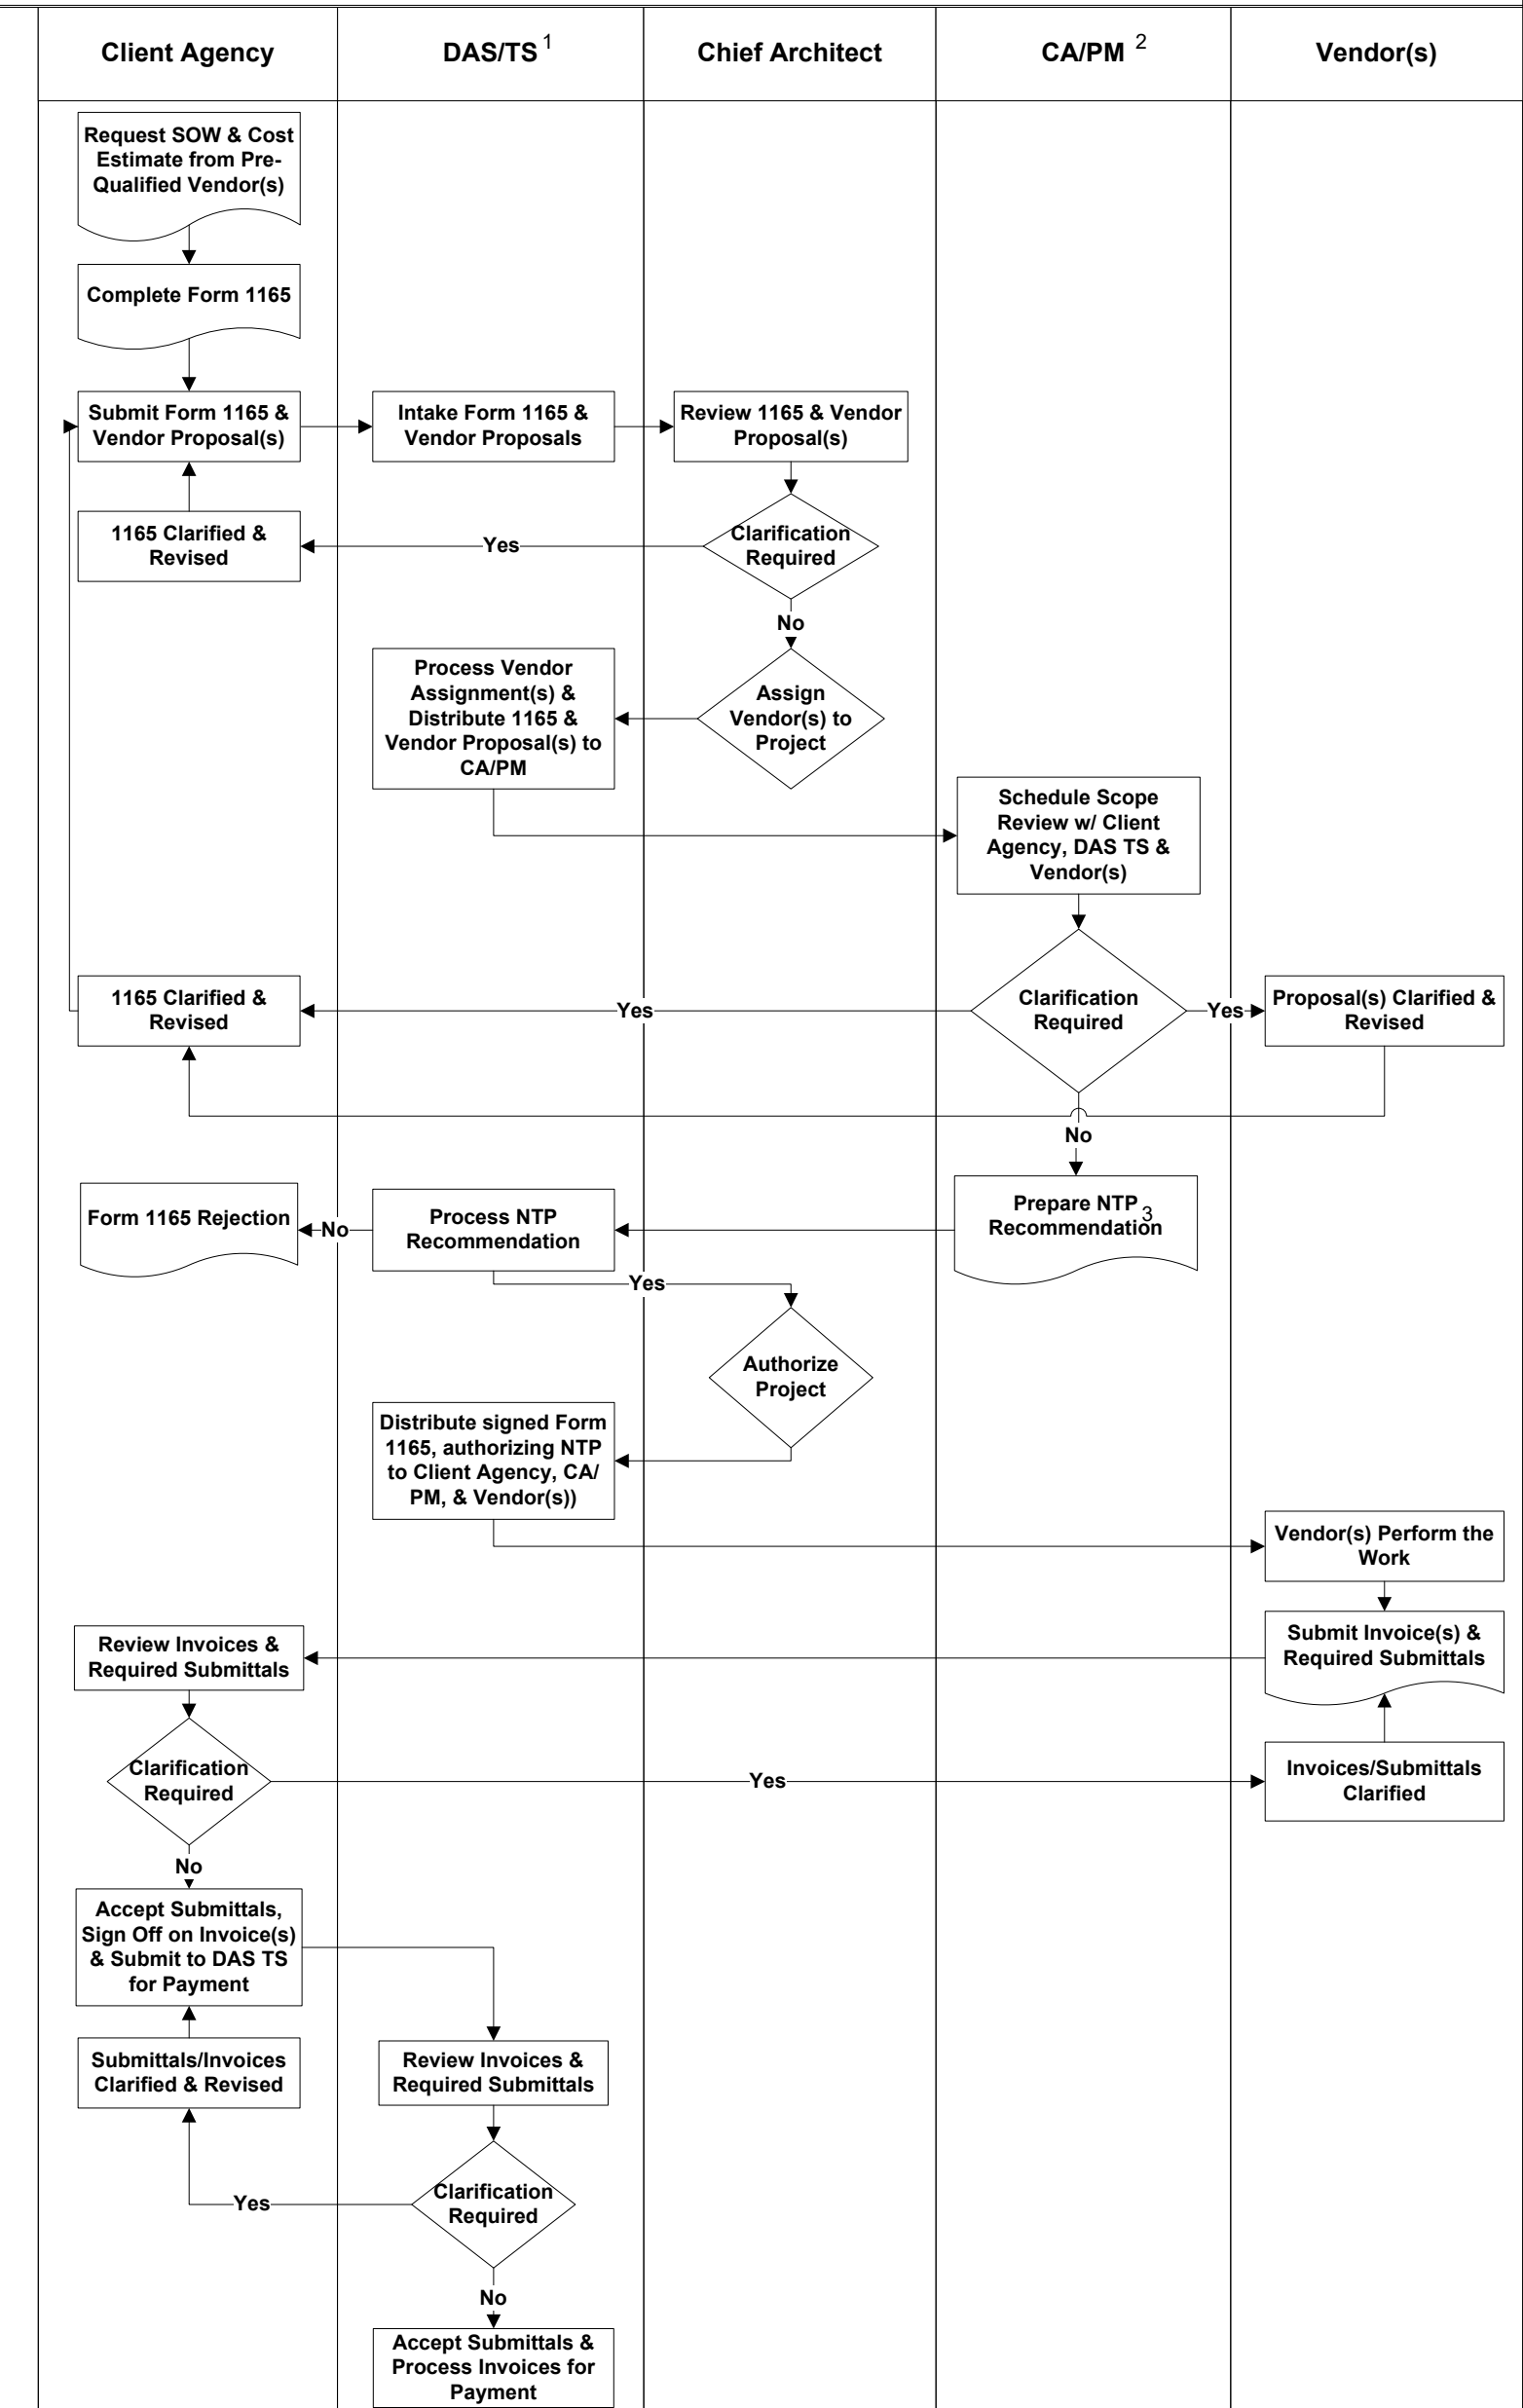 Client Agency
DAS/TS 1
Chief Architect
CA/PM 2
Vendor(s)
Request SOW & Cost
Estimate from Pre-
Qualified Vendor(s)
Complete Form 1165
Submit Form 1165 &
Vendor Proposal(s)
Intake Form 1165 &
Vendor Proposals
Review 1165 & Vendor
Proposal(s)
1165 Clarified &
Revised
Yes
Clarification
Required
No
Process Vendor
Assignment(s) &
Distribute 1165 &
Vendor Proposal(s) to
CA/PM
Assign
Vendor(s) to
Project
Schedule Scope
Review w/ Client
Agency, DAS TS &
Vendor(s)
1165 Clarified &
Revised
Yes
Clarification
Required
Yes
Proposal(s) Clarified &
Revised
No
Form 1165 Rejection
No
Process NTP
Recommendation
Prepare NTP 3
Recommendation
Yes
Authorize
Project
Distribute signed Form
1165, authorizing NTP
to Client Agency, CA/
PM, & Vendor(s))
Vendor(s) Perform the
Work
Review Invoices &
Required Submittals
Submit Invoice(s) &
Required Submittals
Clarification
Required
Yes
Invoices/Submittals
Clarified
No
Accept Submittals,
Sign Off on Invoice(s)
& Submit to DAS TS
for Payment
Submittals/Invoices
Clarified & Revised
Review Invoices &
Required Submittals
Yes
Clarification
Required
No
Accept Submittals &
Process Invoices for
Payment